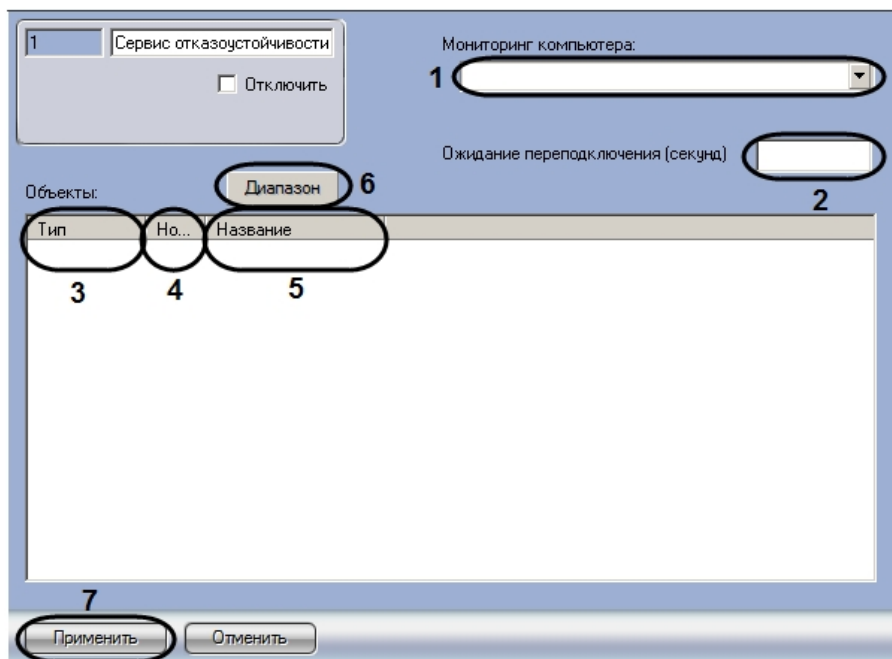 1 Сервис отказоустойчивости
Отключить
Мониторинг компьютера:
1
Ожидание переподключения (секунд)
2
Объекты:
Диапазон 6
Тип Но... Название
3 4 5
7
Применить Отменить